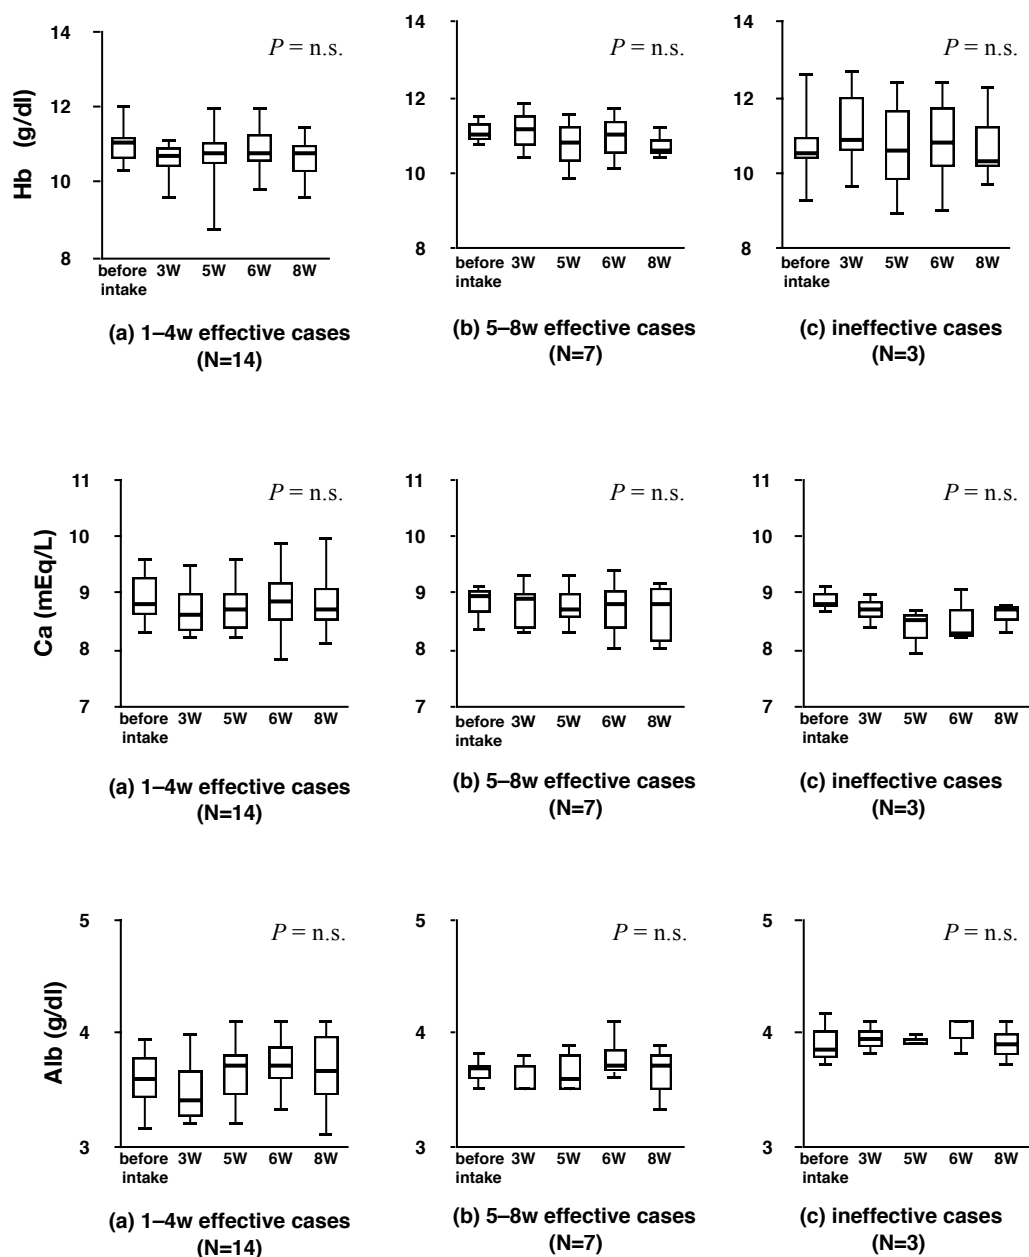 14 12 10 8
Hb (g/dl)
P = n.s.
before intake 3W 5W 6W 8W
(a) 1–4w effective cases
(N=14)
14 12 10 8
P = n.s.
before intake 3W 5W 6W 8W
(b) 5–8w effective cases
(N=7)
14 12 10 8
P = n.s.
before intake 3W 5W 6W 8W
(c) ineffective cases
(N=3)
11 10 9 8 7
Ca (mEq/L)
P = n.s.
before intake 3W 5W 6W 8W
(a) 1–4w effective cases
(N=14)
11 10 9 8 7
P = n.s.
before intake 3W 5W 6W 8W
(b) 5–8w effective cases
(N=7)
11 10 9 8 7
P = n.s.
before intake 3W 5W 6W 8W
(c) ineffective cases
(N=3)
5 4 3
Alb (g/dl)
P = n.s.
before intake 3W 5W 6W 8W
(a) 1–4w effective cases
(N=14)
5 4 3
P = n.s.
before intake 3W 5W 6W 8W
(b) 5–8w effective cases
(N=7)
5 4 3
P = n.s.
before intake 3W 5W 6W 8W
(c) ineffective cases
(N=3)